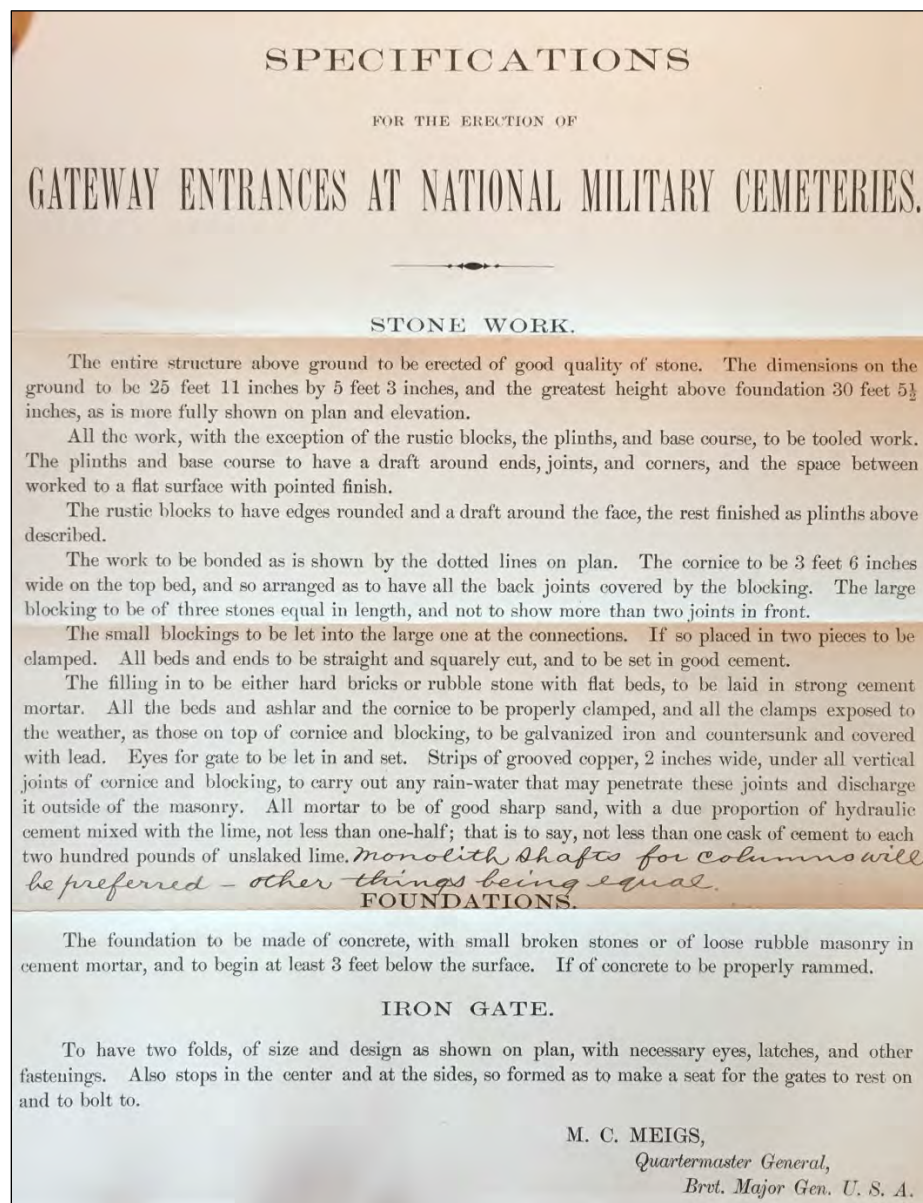 SPECIFICATIONS
FOR THE ERECTION OF
GATEWAY ENTRANCES AT NATIONAL MILITARY CEMETERIES.
STONE WORK.
The entire structure above ground to be erected of good quality of stone. The dimensions on the
ground to be 25 feet 11 inches by 5 feet 3 inches, and the greatest height above foundation 30 feet 5½
inches, as is more fully shown on plan and elevation.
All the work, with the exception of the rustic blocks, the plinths, and base course, to be tooled work.
The plinths and base course to have a draft around ends, joints, and corners, and the space between
worked to a flat surface with pointed finish.
The rustic blocks to have edges rounded and a draft around the face, the rest finished as plinths above
described.
The work to be bonded as is shown by the dotted lines on plan. The cornice to be 3 feet 6 inches
wide on the top bed, and so arranged as to have all the back joints covered by the blocking. The large
blocking to be of three stones equal in length, and not to show more than two joints in front.
The small blockings to be let into the large one at the connections. If so placed in two pieces to be
clamped. All beds and ends to be straight and squarely cut, and to be set in good cement.
The filling in to be either hard bricks or rubble stone with flat beds, to be laid in strong cement
mortar. All the beds and ashlar and the cornice to be properly clamped, and all the clamps exposed to
the weather, as those on top of cornice and blocking, to be galvanized iron and countersunk and covered
with lead. Eyes for gate to be let in and set. Strips of grooved copper, 2 inches wide, under all vertical
joints of cornice and blocking, to carry out any rain-water that may penetrate these joints and discharge
it outside of the masonry. All mortar to be of good sharp sand, with a due proportion of hydraulic
cement mixed with the lime, not less than one-half; that is to say, not less than one cask of cement to each
two hundred pounds of unslaked lime. Monolith shafts for columns will
be preferred – other things being equal.
FOUNDATIONS.
The foundation to be made of concrete, with small broken stones or of loose rubble masonry in
cement mortar, and to begin at least 3 feet below the surface. If of concrete to be properly rammed.
IRON GATE.
To have two folds, of size and design as shown on plan, with necessary eyes, latches, and other
fastenings. Also stops in the center and at the sides, so formed as to make a seat for the gates to rest on
and to bolt to.
M. C. MEIGS,
Quartermaster General,
Brvt. Major Gen. U. S. A.